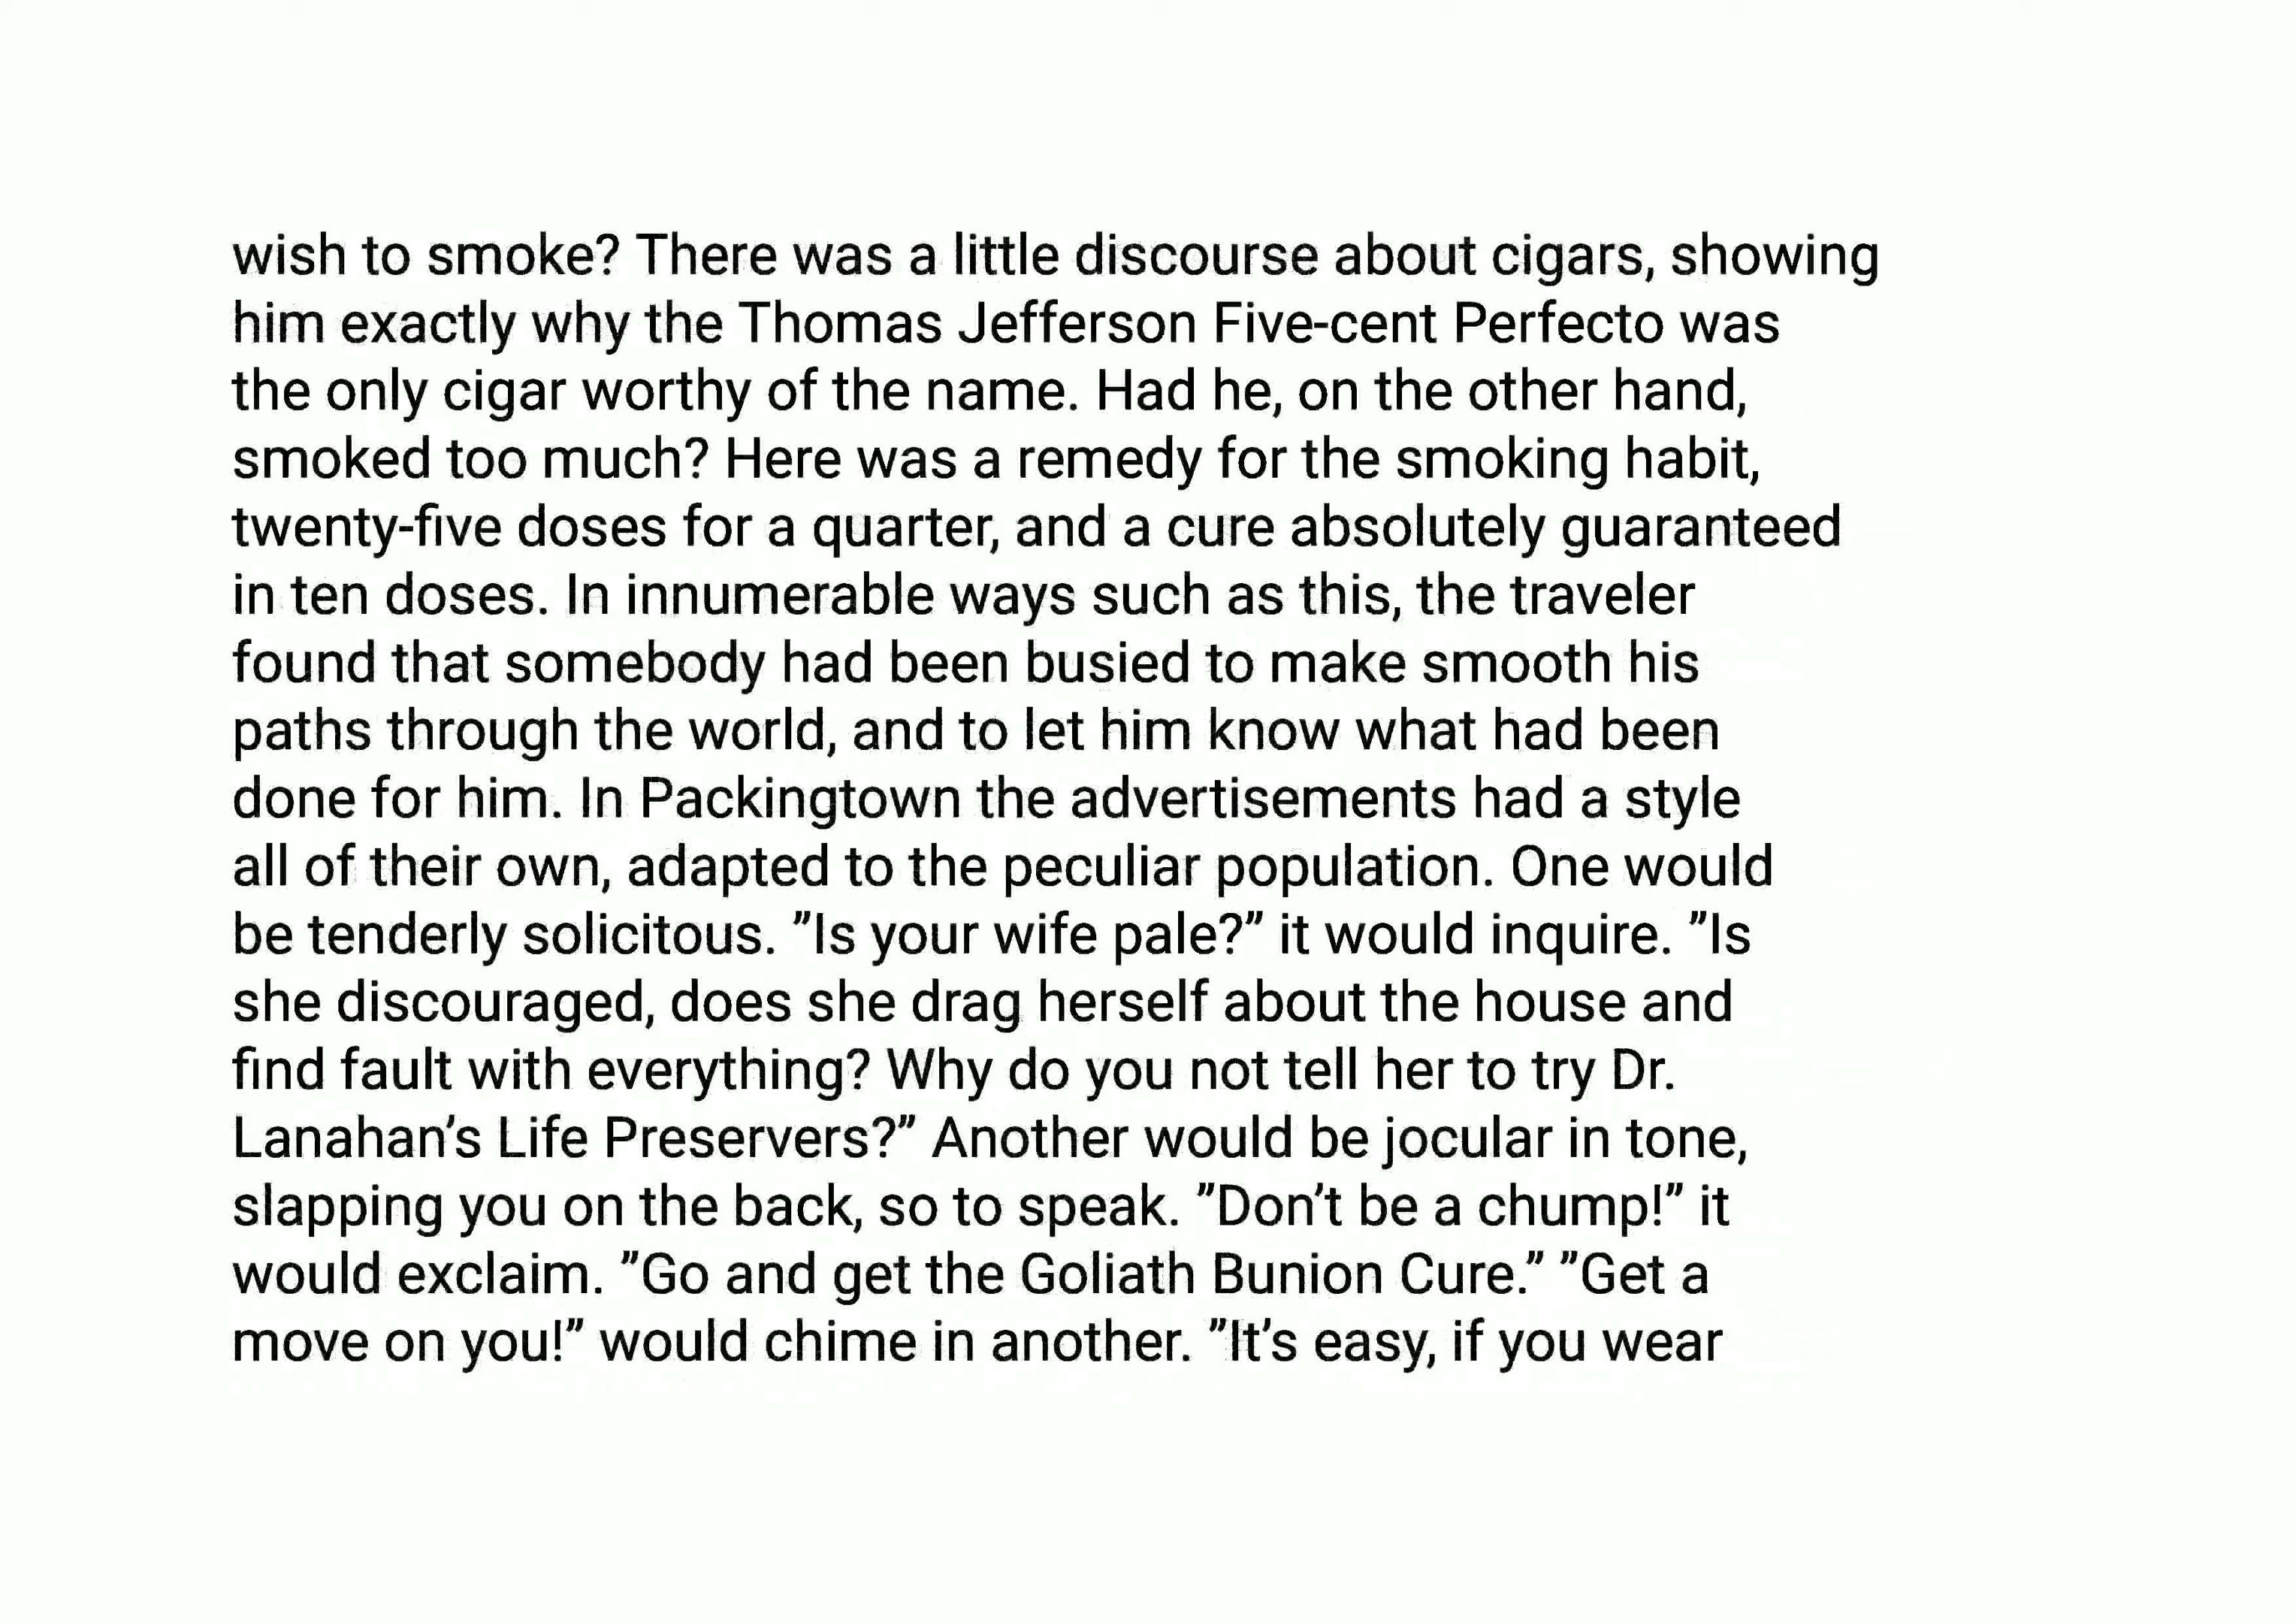 wish to smoke? There was a little discourse about cigars, showing
him exactly why the Thomas Jefferson Five-cent Perfecto was
the only cigar worthy of the name. Had he, on the other hand,
smoked too much? Here was a remedy for the smoking habit,
twenty-five doses for a quarter, and a cure absolutely guaranteed
in ten doses. In innumerable ways such as this, the traveler
found that somebody had been busied to make smooth his
paths through the world, and to let him know what had been
done for him. In Packingtown the advertisements had a style
all of their own, adapted to the peculiar population. One would
be tenderly solicitous. ”Is your wife pale?” it would inquire. ”Is
she discouraged, does she drag herself about the house and
find fault with everything? Why do you not tell her to try Dr.
Lanahan’s Life Preservers?” Another would be jocular in tone,
slapping you on the back, so to speak. ”Don’t be a chump!” it
would exclaim. ”Go and get the Goliath Bunion Cure.” ”Get a
move on you!” would chime in another. ”It’s easy, if you wear